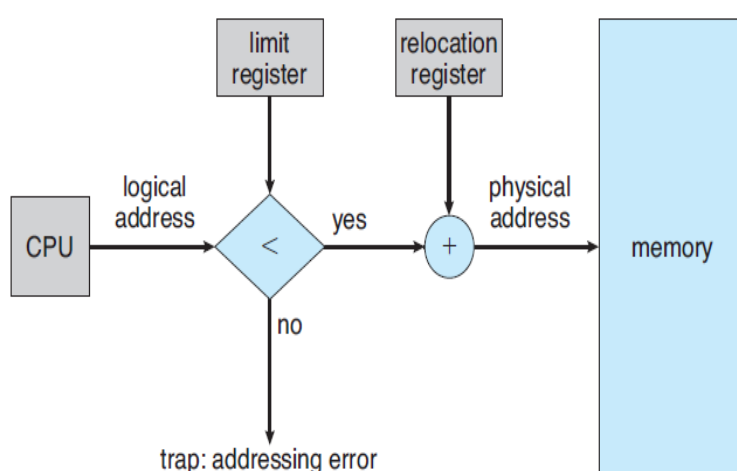 limit
register
relocation
register
logical
address
physical
address
CPU
<
yes
+
memory
no
trap: addressing error